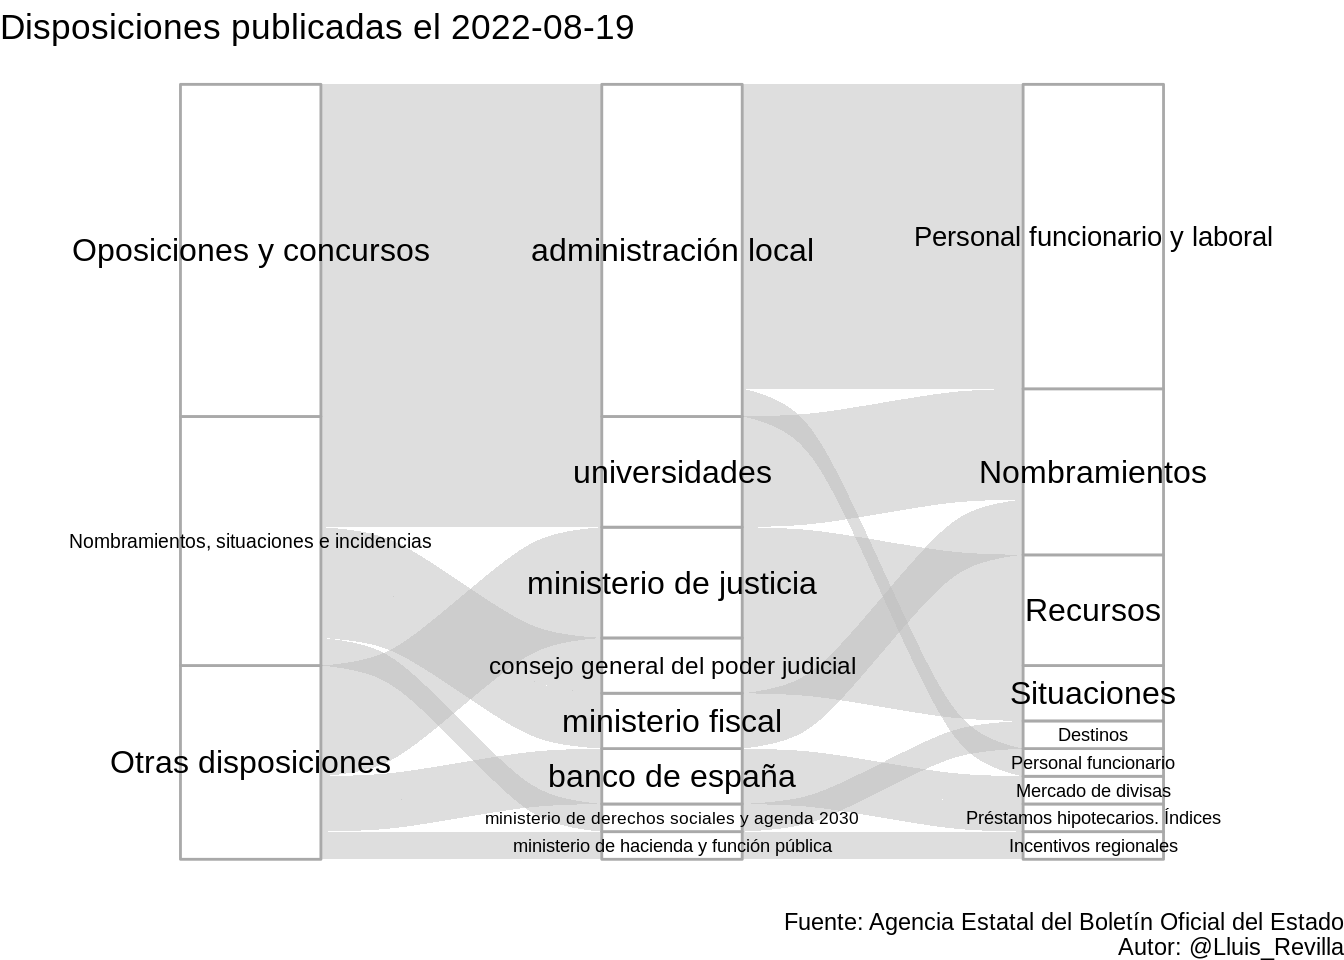 Disposiciones publicadas el 2022-08-19
Oposiciones y concursos
Nombramientos, situaciones e incidencias
Otras disposiciones
administración local
universidades
ministerio de justicia
consejo general del poder judicial
ministerio fiscal
banco de españa
ministerio de derechos sociales y agenda 2030
ministerio de hacienda y función pública
Personal funcionario y laboral
Nombramientos
Recursos
Situaciones
Destinos
Personal funcionario
Mercado de divisas
Préstamos hipotecarios. Índices
Incentivos regionales
Fuente: Agencia Estatal del Boletín Oficial del Estado
Autor: @Lluis_Revilla